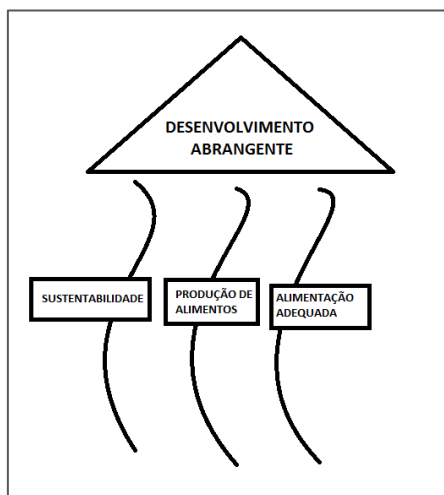 DESENVOLVIMENTO
ABRANGENTE
SUSTENTABILIDADE
PRODUÇÃO DE
ALIMENTOS
ALIMENTAÇÃO
ADEQUADA